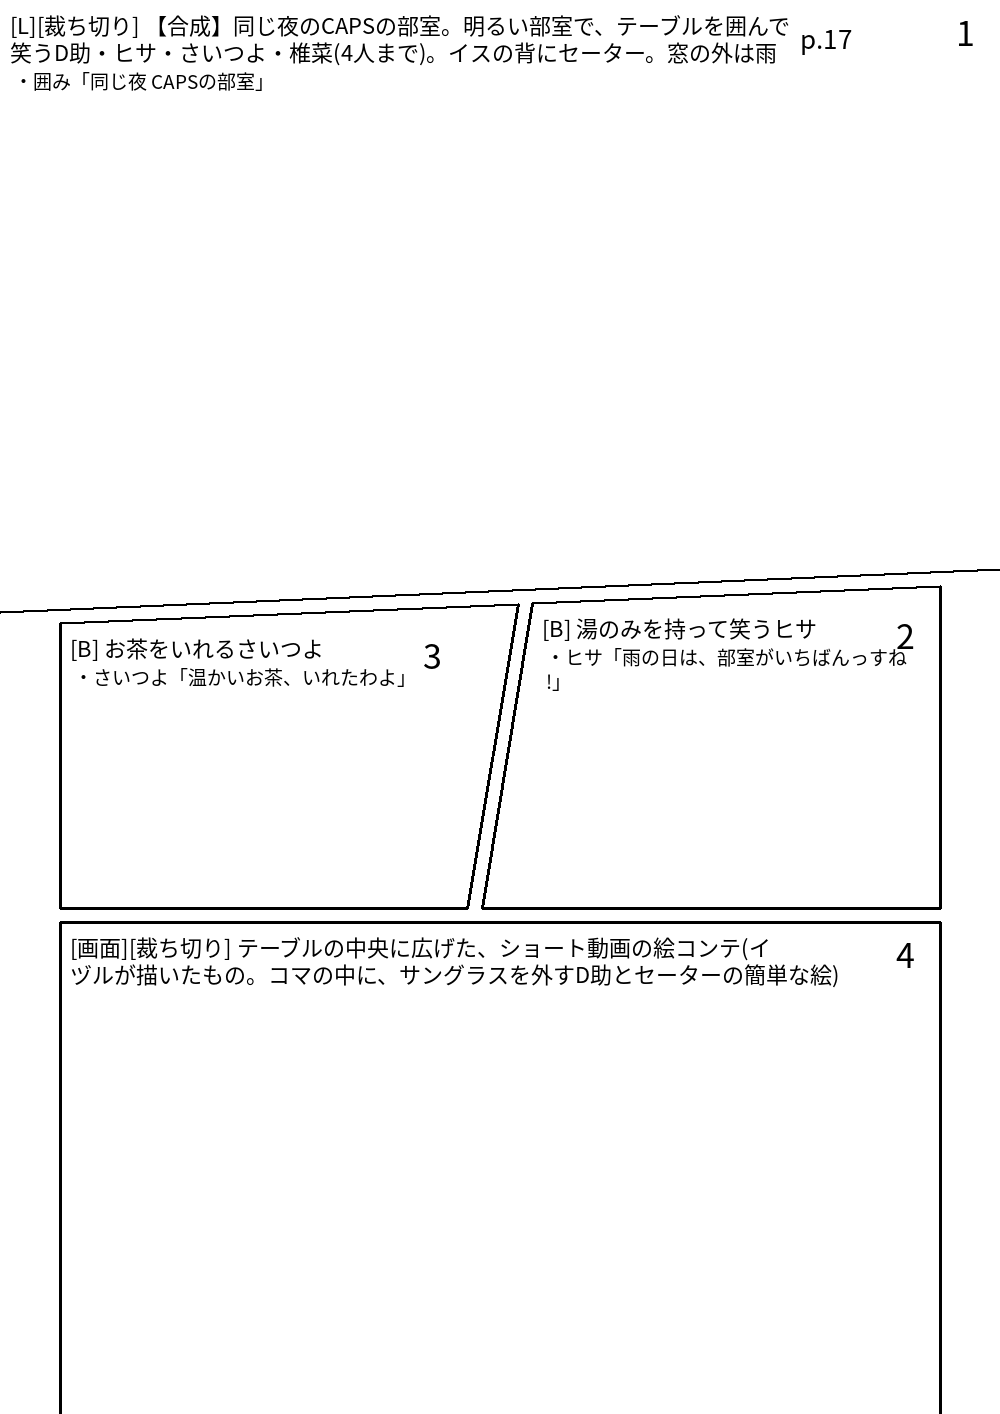 [L][裁ち切り] 【合成】同じ夜のCAPSの部室。明るい部室で、テーブルを囲んで
笑うD助・ヒサ・さいつよ・椎菜(4人まで)。イスの背にセーター。窓の外は雨
・囲み「同じ夜 CAPSの部室」
p.17
1
[B] 湯のみを持って笑うヒサ
2
・ヒサ「雨の日は、部室がいちばんっすね
!」
[B] お茶をいれるさいつよ
3
・さいつよ「温かいお茶、いれたわよ」
[画面][裁ち切り] テーブルの中央に広げた、ショート動画の絵コンテ(イ
ヅルが描いたもの。コマの中に、サングラスを外すD助とセーターの簡単な絵)
4